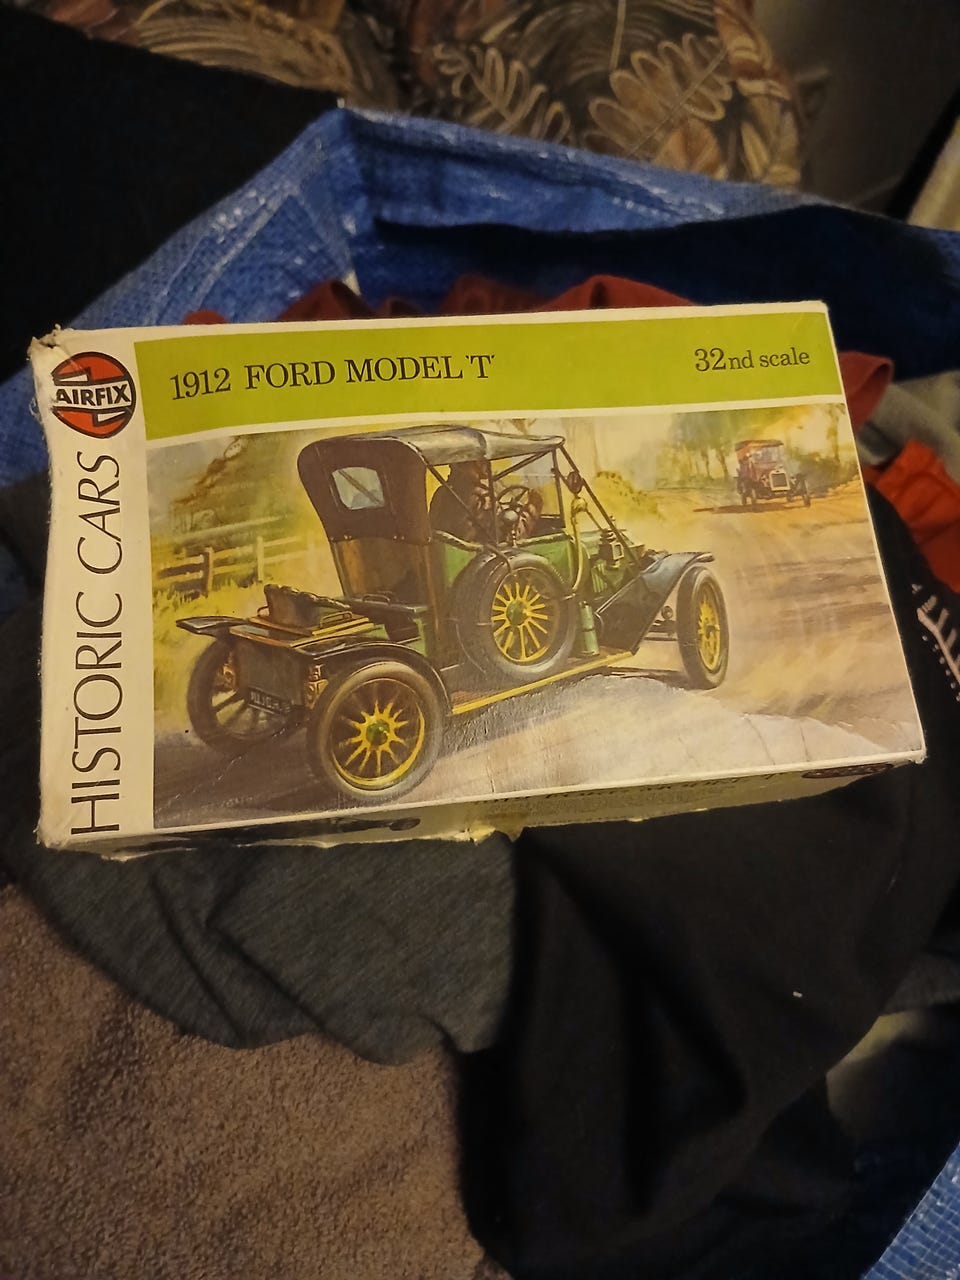 AIRFIX
HISTORIC CARS
1912 FORD MODEL 'T'
32nd scale